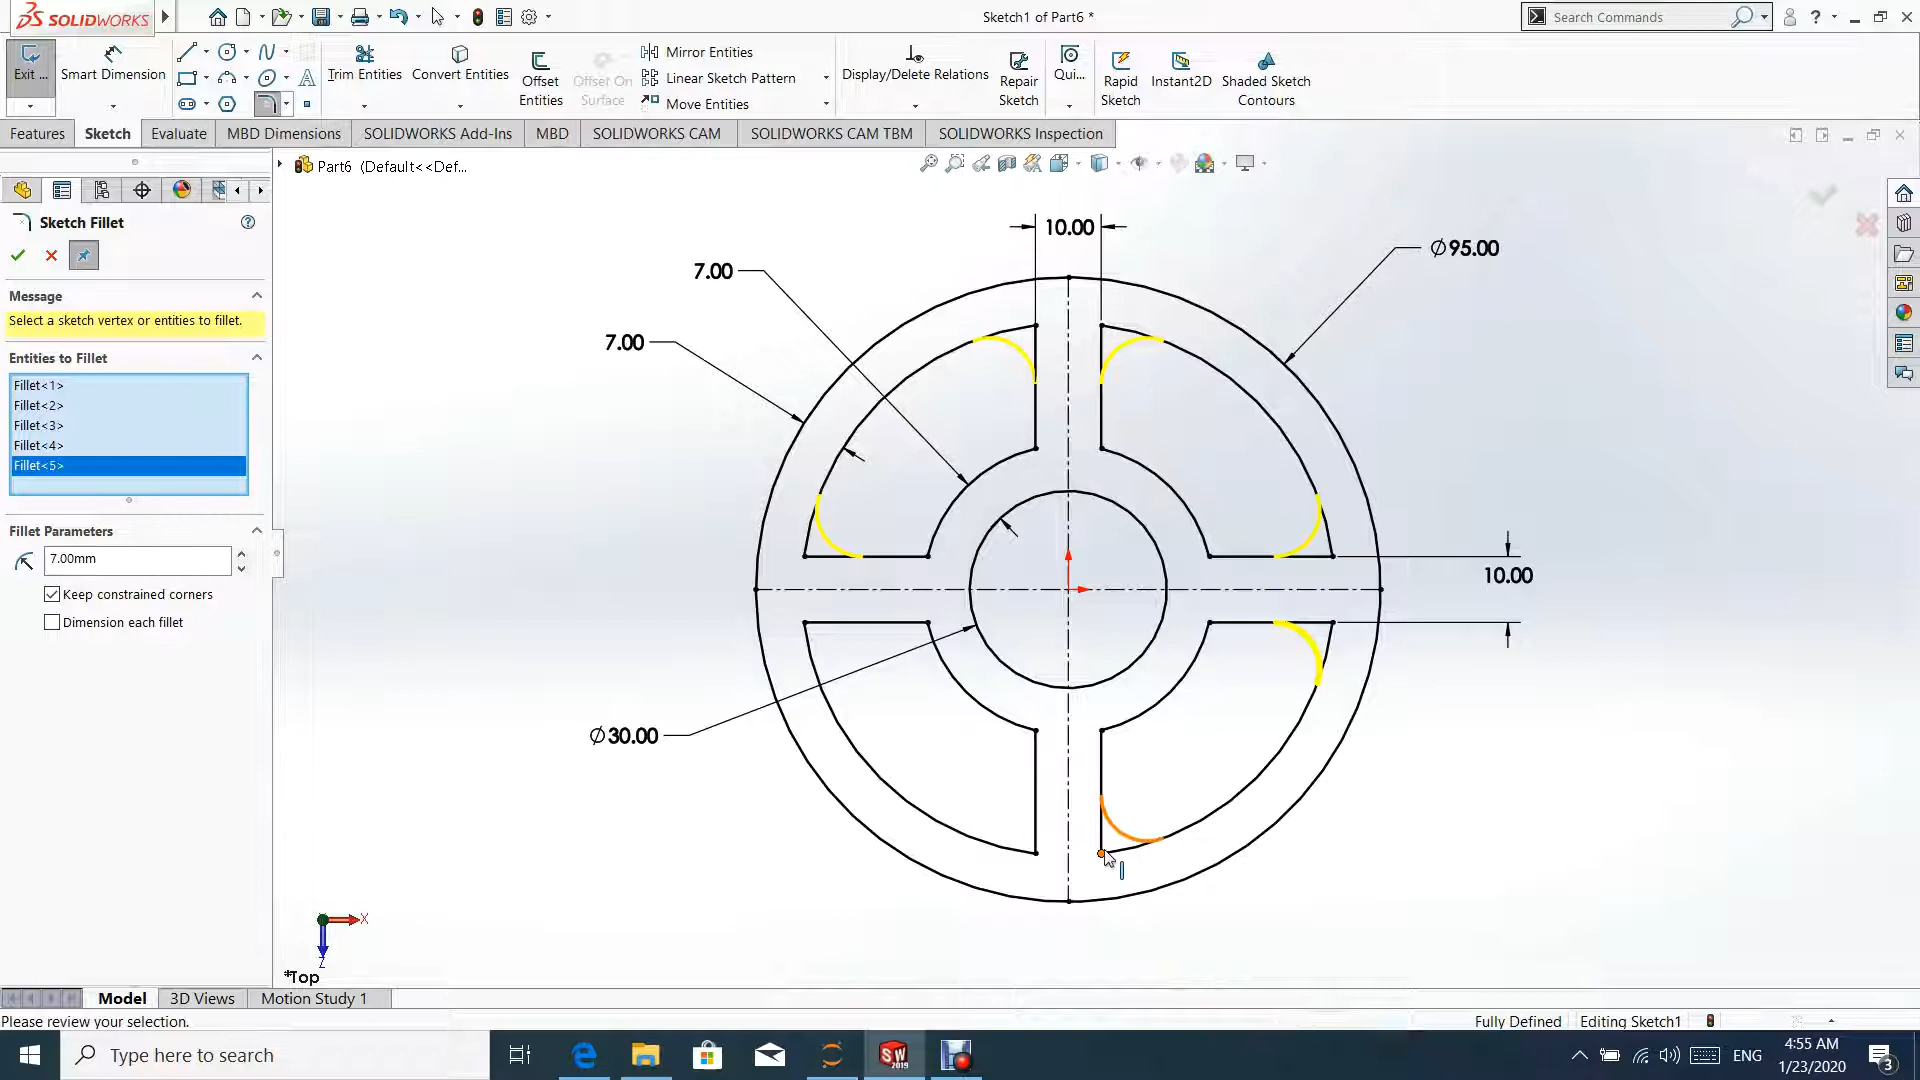 SOLIDWORKS
Sketch1 of Part6 *
Search Commands
?
Exit ...
Smart Dimension
Trim Entities
Convert Entities
Offset Entities
Offset On Surface
Mirror Entities
Linear Sketch Pattern
Move Entities
Display/Delete Relations
Repair Sketch
Qui...
Rapid Sketch
Instant2D
Shaded Sketch Contours
Features
Sketch
Evaluate
MBD Dimensions
SOLIDWORKS Add-Ins
MBD
SOLIDWORKS CAM
SOLIDWORKS CAM TBM
SOLIDWORKS Inspection
Part6 (Default<<Def...
Sketch Fillet
Message
Select a sketch vertex or entities to fillet.
Entities to Fillet
Fillet<1>
Fillet<2>
Fillet<3>
Fillet<4>
Fillet<5>
Fillet Parameters
7.00mm
Keep constrained corners
Dimension each fillet
10.00
7.00
Ø95.00
7.00
10.00
Ø30.00
X
Z
*Top
Model
3D Views
Motion Study 1
Please review your selection.
Fully Defined
Editing Sketch1
Type here to search
SW
2019
ENG
4:55 AM
1/23/2020
3